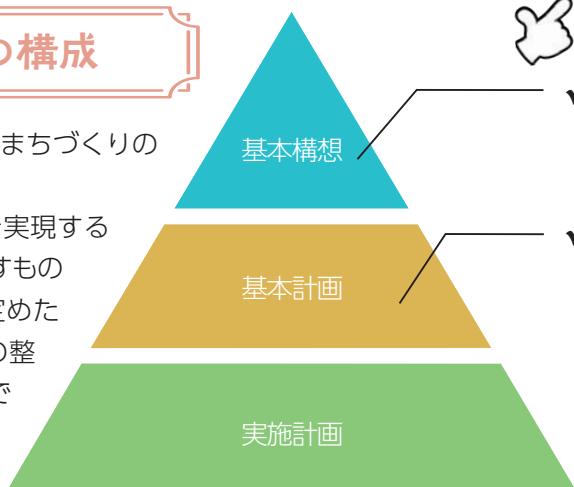 の構成
まちづくりの
実現する
すもの
定めた
の整
で
基本構想
基本計画
実施計画